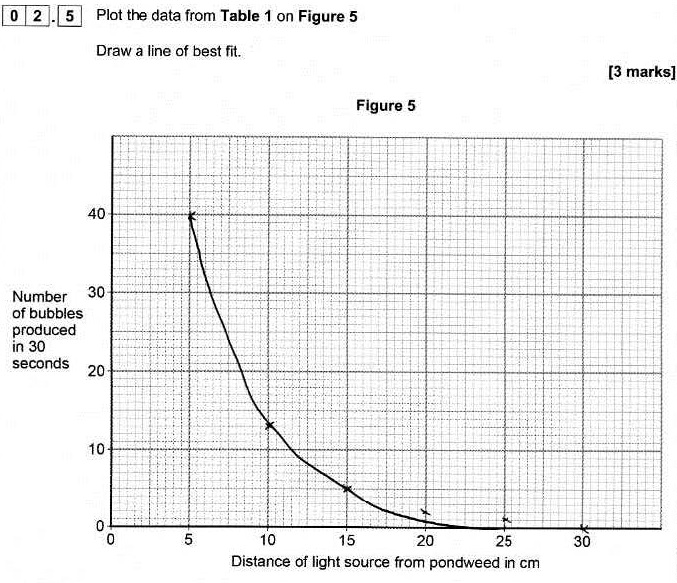 0 2 . 5 Plot the data from Table 1 on Figure 5
Draw a line of best fit.
[3 marks]
Figure 5
40
30
20
10
0
Number
of bubbles
produced
in 30
seconds
0 5 10 15 20 25 30
Distance of light source from pondweed in cm